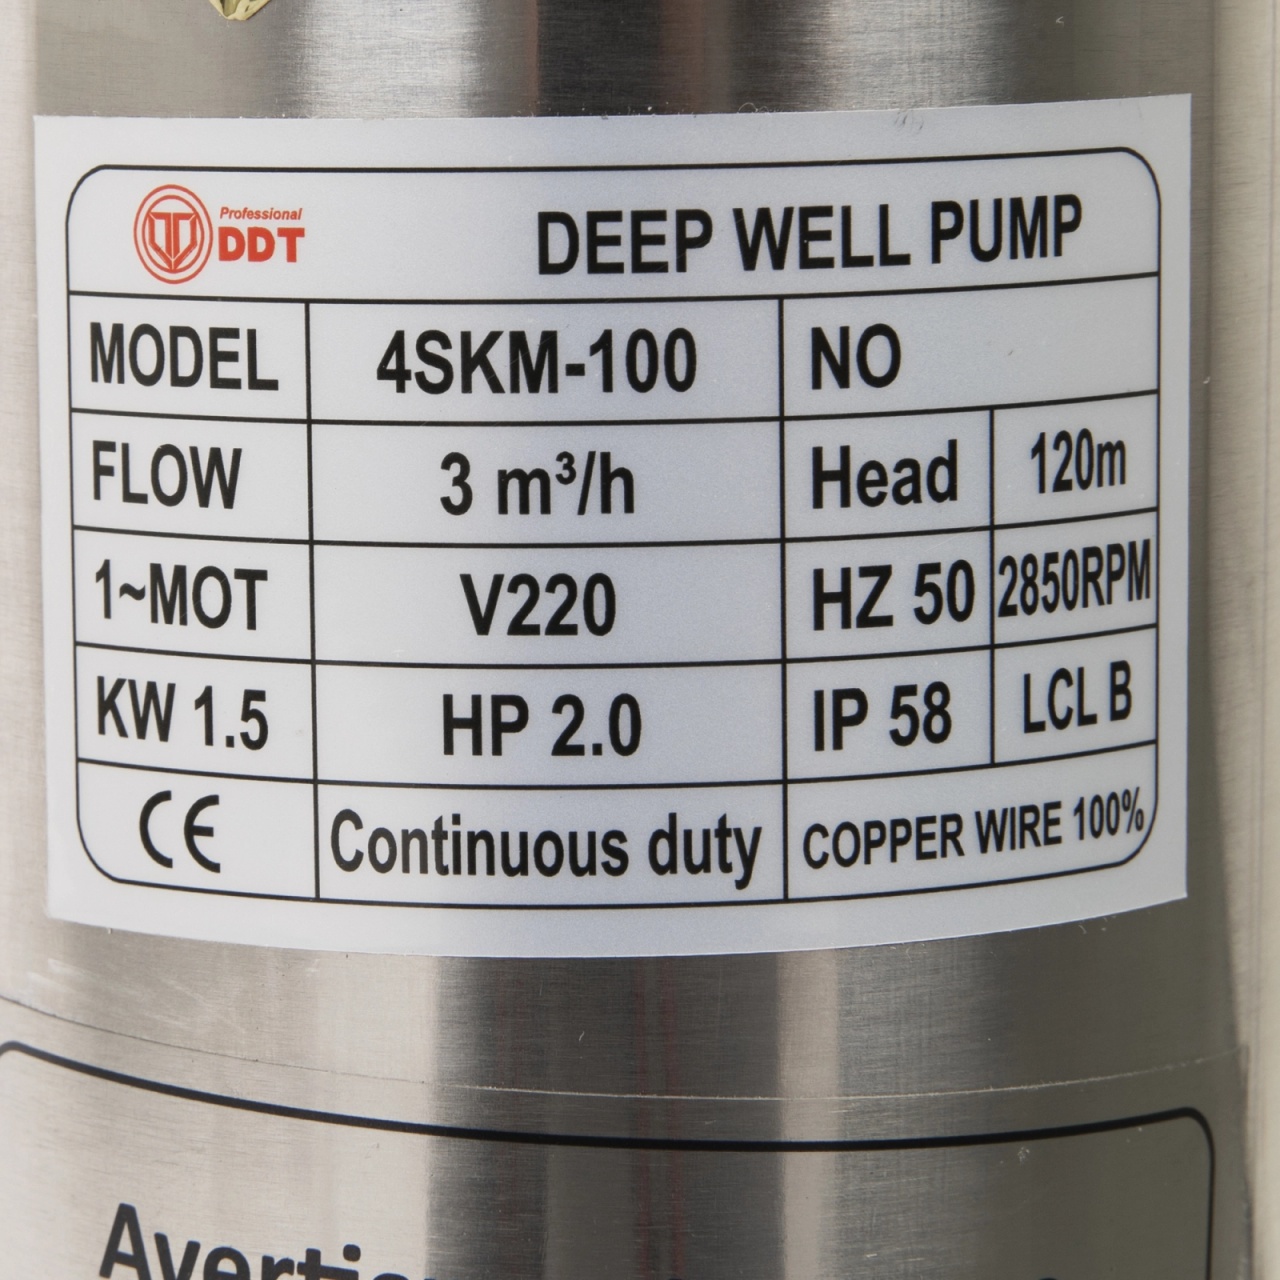 Professional
DDT
DEEP WELL PUMP
MODEL 4SKM-100 NO
FLOW 3 m³/h Head 120m
1~MOT V220 HZ 50 2850RPM
KW 1.5 HP 2.0 IP 58 LCL B
CE Continuous duty COPPER WIRE 100%